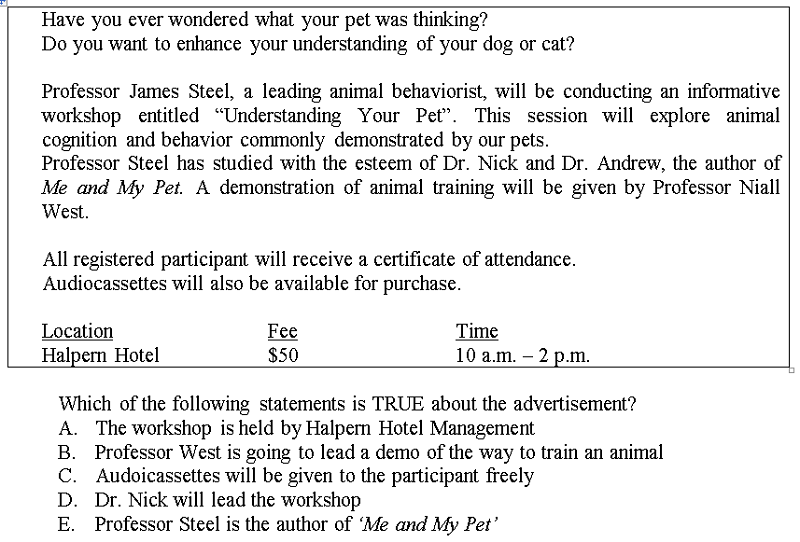 Have you ever wondered what your pet was thinking?
Do you want to enhance your understanding of your dog or cat?
Professor James Steel, a leading animal behaviorist, will be conducting an informative
workshop entitled “Understanding Your Pet”. This session will explore animal
cognition and behavior commonly demonstrated by our pets.
Professor Steel has studied with the esteem of Dr. Nick and Dr. Andrew, the author of
Me and My Pet. A demonstration of animal training will be given by Professor Niall
West.
All registered participant will receive a certificate of attendance.
Audiocassettes will also be available for purchase.
Location Fee Time
Halpern Hotel $50 10 a.m. – 2 p.m.
Which of the following statements is TRUE about the advertisement?
A. The workshop is held by Halpern Hotel Management
B. Professor West is going to lead a demo of the way to train an animal
C. Audoicassettes will be given to the participant freely
D. Dr. Nick will lead the workshop
E. Professor Steel is the author of ‘Me and My Pet’